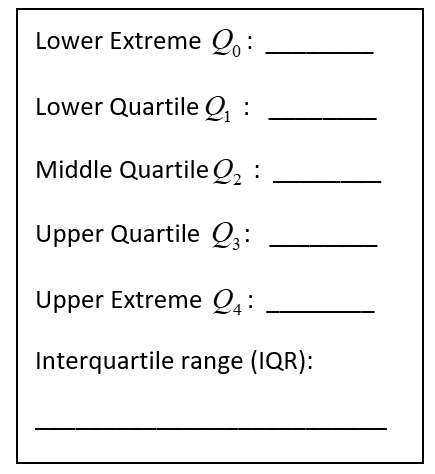 Lower Extreme Q₀ : ________
Lower Quartile Q₁ : ________
Middle Quartile Q₂ : ________
Upper Quartile Q₃ : ________
Upper Extreme Q₄ : ________
Interquartile range (IQR):
__________________________